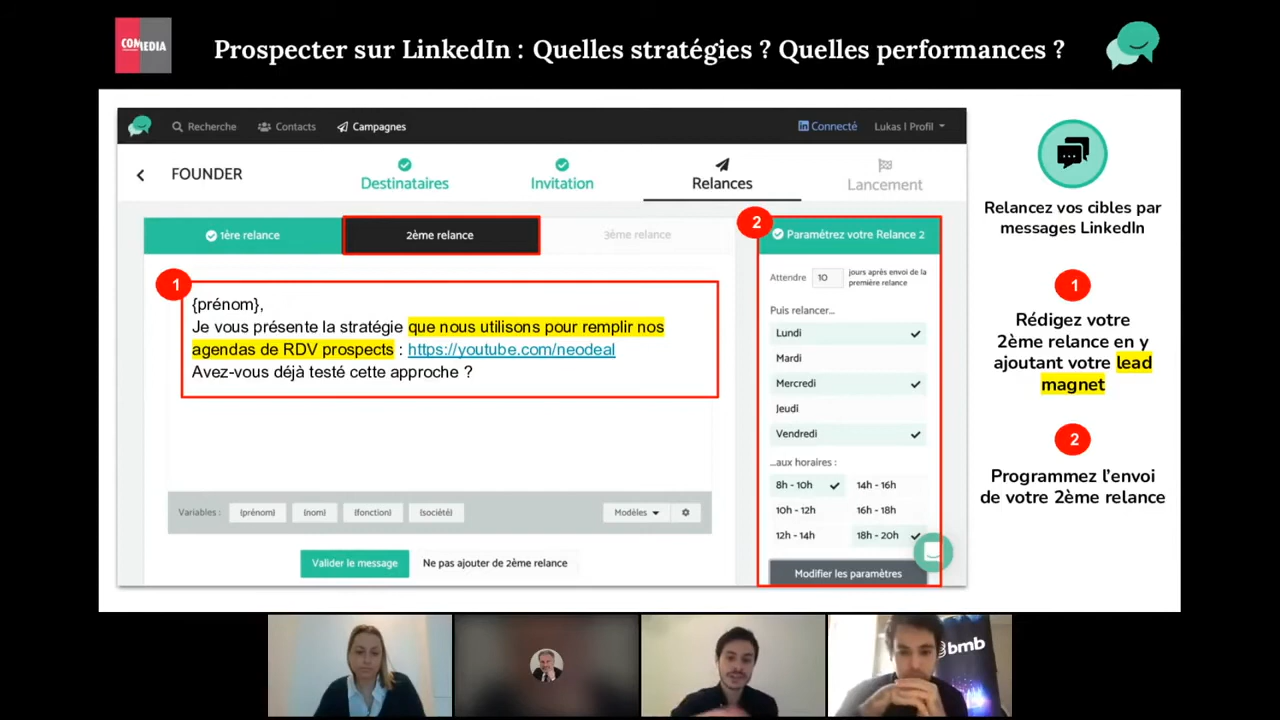 COMMEDIA
Prospecter sur LinkedIn : Quelles stratégies ? Quelles performances ?
Recherche
Contacts
Campagnes
Connecté
Lukas I Profil
FOUNDER
Destinataires
Invitation
Relances
Lancement
1ère relance
2ème relance
3ème relance
1
{prénom},
Je vous présente la stratégie que nous utilisons pour remplir nos
agendas de RDV prospects : https://youtube.com/neodeal
Avez-vous déjà testé cette approche ?
Variables :
{prénom}
{nom}
{fonction}
{société}
Modèles
Valider le message
Ne pas ajouter de 2ème relance
2
Paramétrez votre Relance 2
Attendre 10 jours après envoi de la
première relance
Puis relancer...
Lundi
Mardi
Mercredi
Jeudi
Vendredi
...aux horaires :
8h - 10h
14h - 16h
10h - 12h
16h - 18h
12h - 14h
18h - 20h
Modifier les paramètres
Relancez vos cibles par
messages LinkedIn
1
Rédigez votre
2ème relance en y
ajoutant votre lead
magnet
2
Programmez l'envoi
de votre 2ème relance
bmb